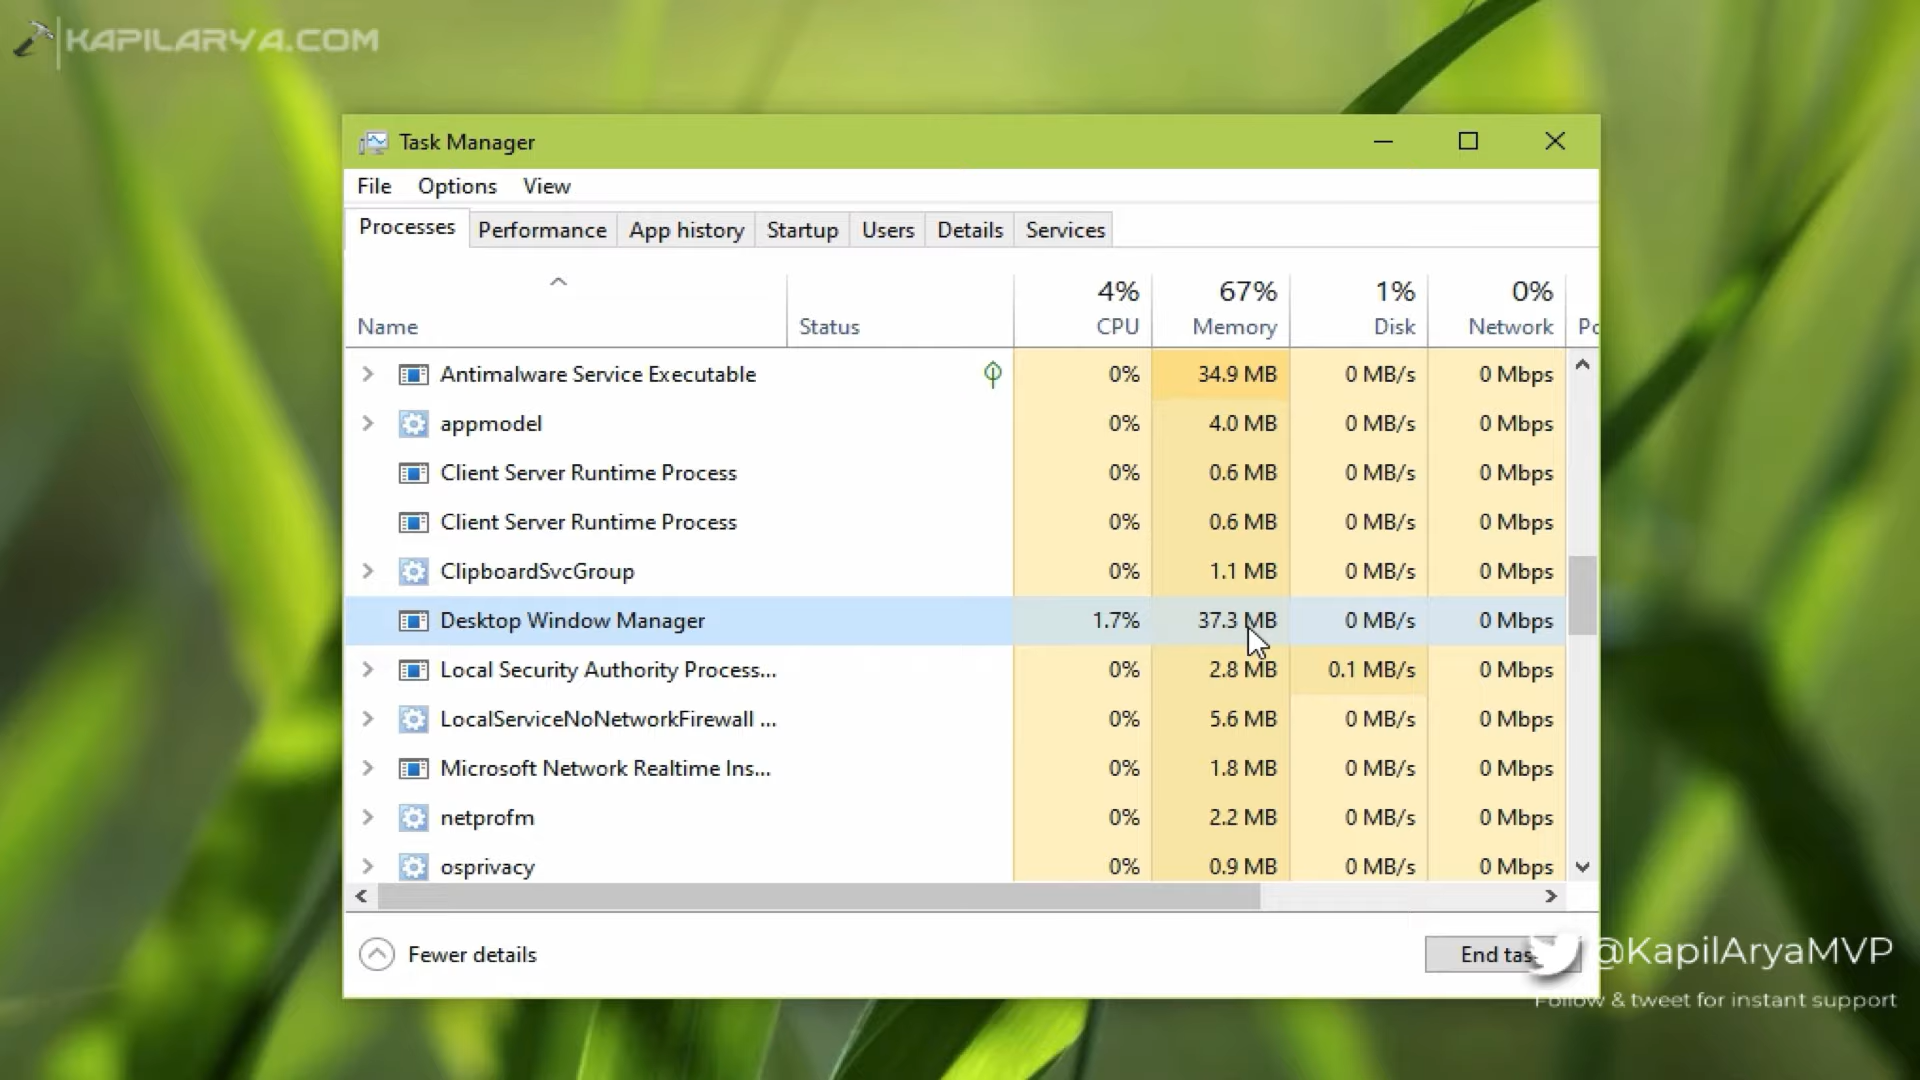 KAPILARYA.COM
Task Manager
File Options View
Processes Performance App history Startup Users Details Services
4% 67% 1% 0%
Name Status CPU Memory Disk Network Po
Antimalware Service Executable 0% 34.9 MB 0 MB/s 0 Mbps
appmodel 0% 4.0 MB 0 MB/s 0 Mbps
Client Server Runtime Process 0% 0.6 MB 0 MB/s 0 Mbps
Client Server Runtime Process 0% 0.6 MB 0 MB/s 0 Mbps
ClipboardSvcGroup 0% 1.1 MB 0 MB/s 0 Mbps
Desktop Window Manager 1.7% 37.3 MB 0 MB/s 0 Mbps
Local Security Authority Process... 0% 2.8 MB 0.1 MB/s 0 Mbps
LocalServiceNoNetworkFirewall ... 0% 5.6 MB 0 MB/s 0 Mbps
Microsoft Network Realtime Ins... 0% 1.8 MB 0 MB/s 0 Mbps
netprofm 0% 2.2 MB 0 MB/s 0 Mbps
osprivacy 0% 0.9 MB 0 MB/s 0 Mbps
Fewer details End tas
@KapilAryaMVP
Follow & tweet for instant support